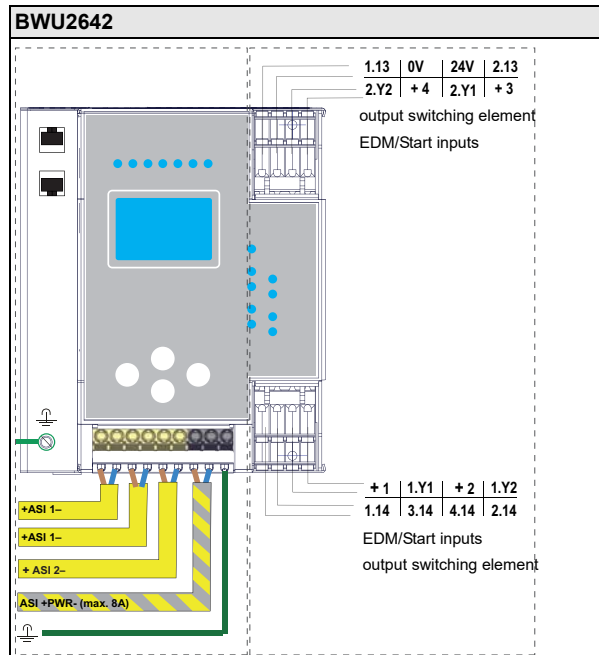 BWU2642
1.13 0V 24V 2.13
2.Y2 + 4 2.Y1 + 3
output switching element
EDM/Start inputs
+ 1 1.Y1 + 2 1.Y2
1.14 3.14 4.14 2.14
EDM/Start inputs
output switching element
+ASI 1–
+ASI 1–
+ ASI 2–
ASI +PWR- (max. 8A)